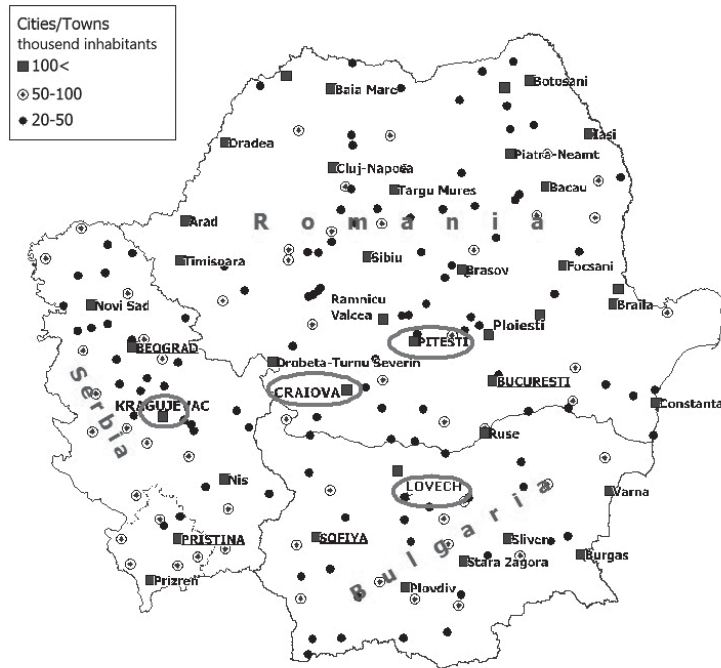 Cities/Towns
thousend inhabitants
100<
50-100
20-50
Baia Mare
Botosani
Oradea
Iasi
Piatra-Neamt
Cluj-Napoca
Targu Mures
Bacau
România
Arad
Timisoara
Sibiu
Brasov
Focsani
Novi Sad
Ramnicu
Valcea
Braila
Ploiesti
BEOGRAD
PITESTI
Drobeta-Turnu Severin
BUCURESTI
CRAIOVA
Serbia
KRAGUJEVAC
Constanta
Ruse
Nis
LOVECH
Varna
Bulgaria
PRISTINA
SOFIYA
Sliven
Burgas
Stara Zagora
Prizren
Plovdiv